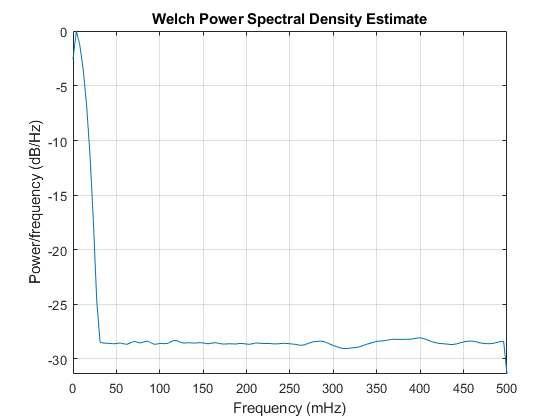 Welch Power Spectral Density Estimate
Power/frequency (dB/Hz)
0
-5
-10
-15
-20
-25
-30
0 50 100 150 200 250 300 350 400 450 500
Frequency (mHz)